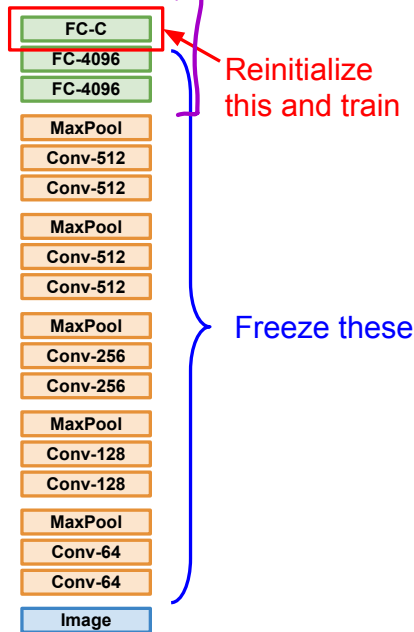 FC-C
FC-4096
FC-4096
Reinitialize
this and train
MaxPool
Conv-512
Conv-512
MaxPool
Conv-512
Conv-512
MaxPool
Conv-256
Conv-256
Freeze these
MaxPool
Conv-128
Conv-128
MaxPool
Conv-64
Conv-64
Image